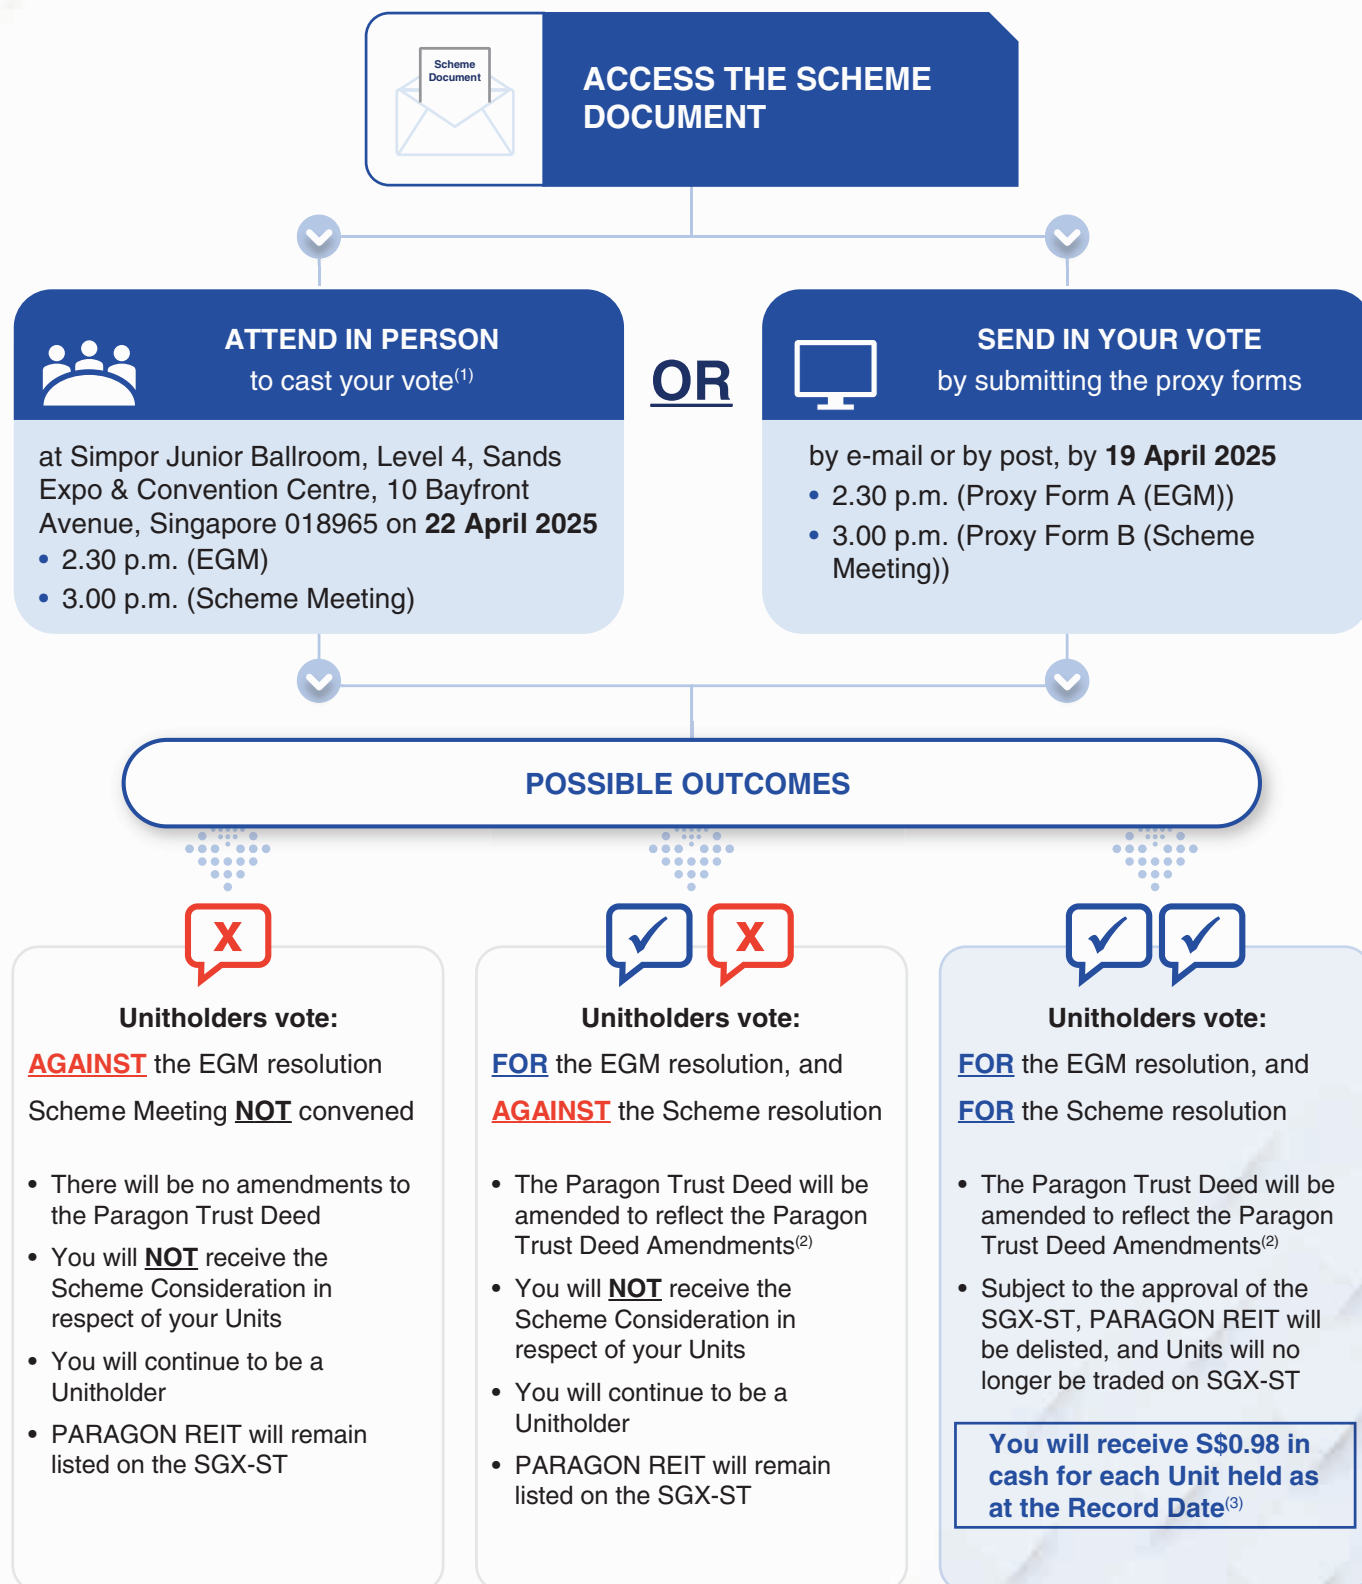 Scheme
Document
ACCESS THE SCHEME
DOCUMENT
ATTEND IN PERSON
to cast your vote(1)
at Simpor Junior Ballroom, Level 4, Sands
Expo & Convention Centre, 10 Bayfront
Avenue, Singapore 018965 on 22 April 2025
• 2.30 p.m. (EGM)
• 3.00 p.m. (Scheme Meeting)
OR
SEND IN YOUR VOTE
by submitting the proxy forms
by e-mail or by post, by 19 April 2025
• 2.30 p.m. (Proxy Form A (EGM))
• 3.00 p.m. (Proxy Form B (Scheme
Meeting))
POSSIBLE OUTCOMES
X
Unitholders vote:
AGAINST the EGM resolution
Scheme Meeting NOT convened
• There will be no amendments to
the Paragon Trust Deed
• You will NOT receive the
Scheme Consideration in
respect of your Units
• You will continue to be a
Unitholder
• PARAGON REIT will remain
listed on the SGX-ST
X
Unitholders vote:
FOR the EGM resolution, and
AGAINST the Scheme resolution
• The Paragon Trust Deed will be
amended to reflect the Paragon
Trust Deed Amendments(2)
• You will NOT receive the
Scheme Consideration in
respect of your Units
• You will continue to be a
Unitholder
• PARAGON REIT will remain
listed on the SGX-ST
Unitholders vote:
FOR the EGM resolution, and
FOR the Scheme resolution
• The Paragon Trust Deed will be
amended to reflect the Paragon
Trust Deed Amendments(2)
• Subject to the approval of the
SGX-ST, PARAGON REIT will
be delisted, and Units will no
longer be traded on SGX-ST
You will receive S$0.98 in
cash for each Unit held as
at the Record Date(3)